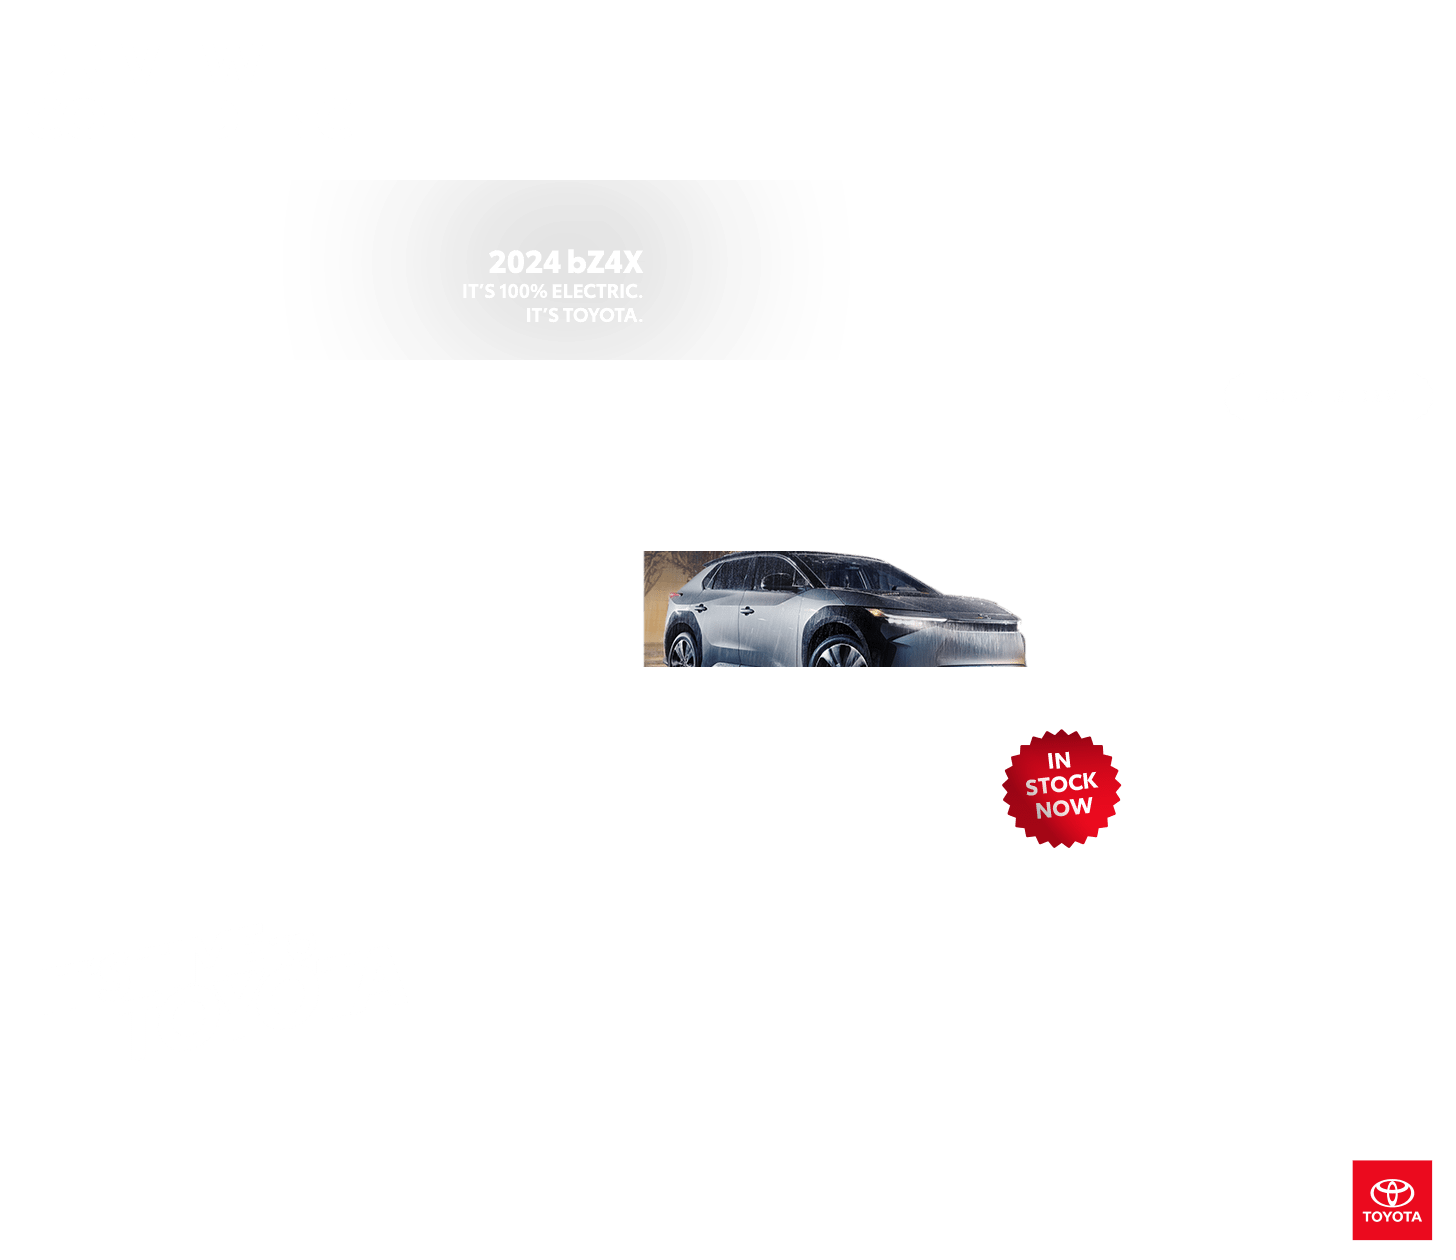 2024 bZ4X
IT'S 100% ELECTRIC.
IT'S TOYOTA.
IN
STOCK
NOW
TOYOTA